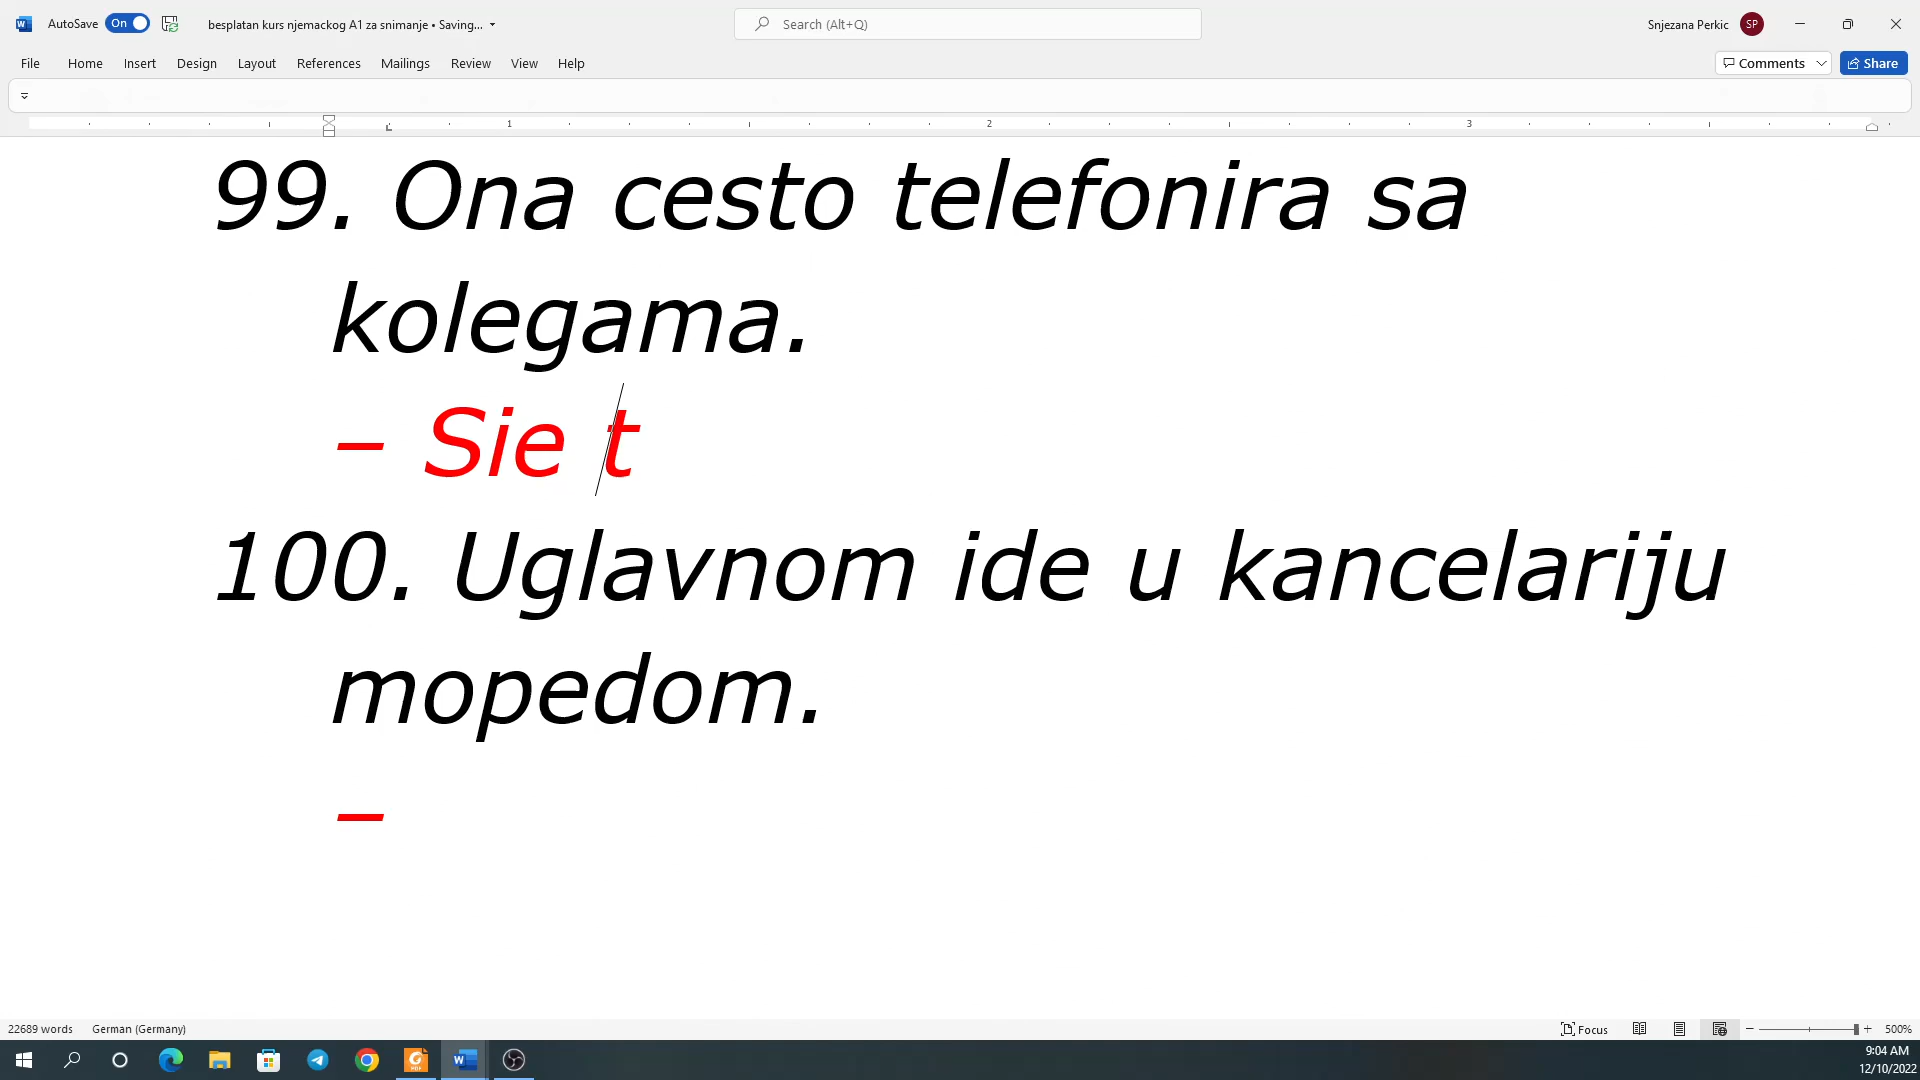 AutoSave On besplatan kurs njemackog A1 za snimanje • Saving... Search (Alt+Q) Snjezana Perkic SP
File Home Insert Design Layout References Mailings Review View Help Comments Share
1 2 3
99. Ona cesto telefonira sa
kolegama.
– Sie t
100. Uglavnom ide u kancelariju
mopedom.
–
22689 words German (Germany) Focus 500%
9:04 AM
12/10/2022